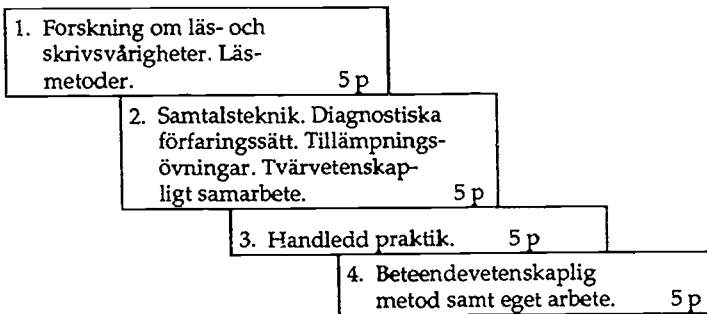 1. Forskning om läs- och
skrivsvårigheter. Läs-
metoder. 5 p
2. Samtalsteknik. Diagnostiska
förfaringssätt. Tillämpnings-
övningar. Tvärvetenskap-
ligt samarbete. 5 p
3. Handledd praktik. 5 p
4. Beteendevetenskaplig
metod samt eget arbete. 5 p